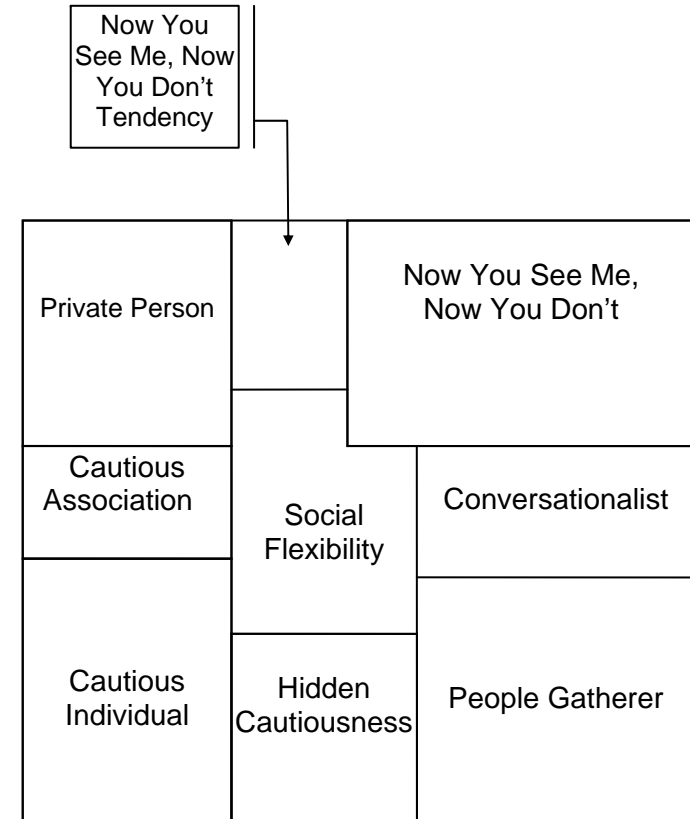 Now You
See Me, Now
You Don’t
Tendency
Private Person
Now You See Me,
Now You Don’t
Cautious
Association
Social
Flexibility
Conversationalist
Cautious
Individual
Hidden
Cautiousness
People Gatherer